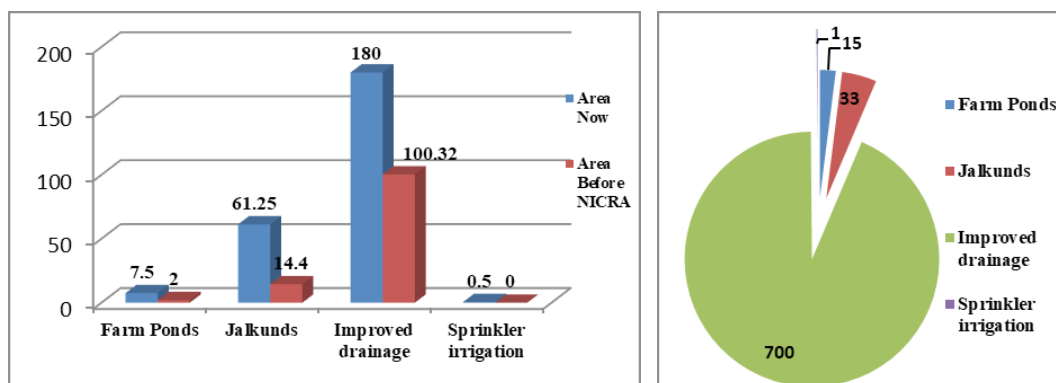 200
150
100
50
0
7.5
2
61.25
14.4
180
100.32
0.5
0
Farm Ponds
Jalkunds
Improved
drainage
Sprinkler
irrigation
Area
Now
Area
Before
NICRA
1
15
33
700
Farm Ponds
Jalkunds
Improved
drainage
Sprinkler
irrigation